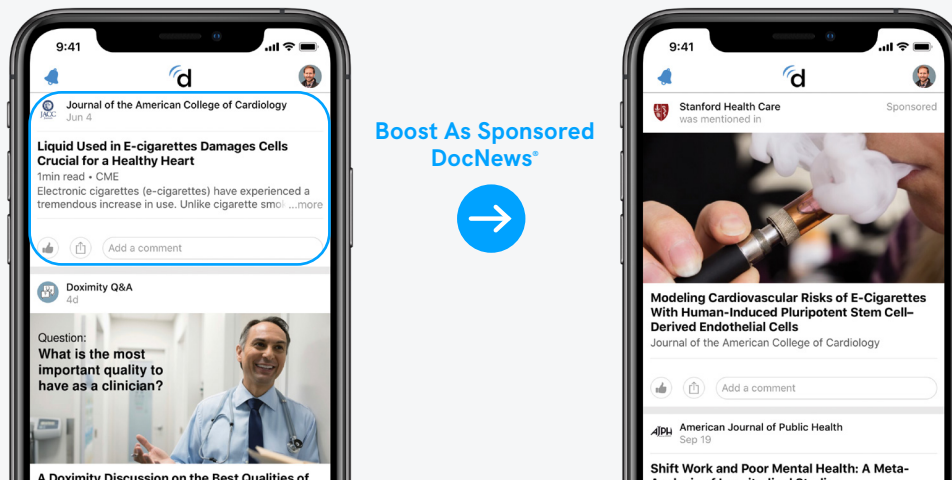 9:41
d
JACC
Journal of the American College of Cardiology
Jun 4
Liquid Used in E-cigarettes Damages Cells
Crucial for a Healthy Heart
1min read • CME
Electronic cigarettes (e-cigarettes) have experienced a
tremendous increase in use. Unlike cigarette smo ...more
Add a comment
Doximity Q&A
4d
Question:
What is the most
important quality to
have as a clinician?
A Doximity Discussion on the Best Qualities of
Boost As Sponsored
DocNews®
9:41
d
Stanford Health Care
Sponsored
was mentioned in
Modeling Cardiovascular Risks of E-Cigarettes
With Human-Induced Pluripotent Stem Cell–
Derived Endothelial Cells
Journal of the American College of Cardiology
Add a comment
AJPH
American Journal of Public Health
Sep 19
Shift Work and Poor Mental Health: A Meta-